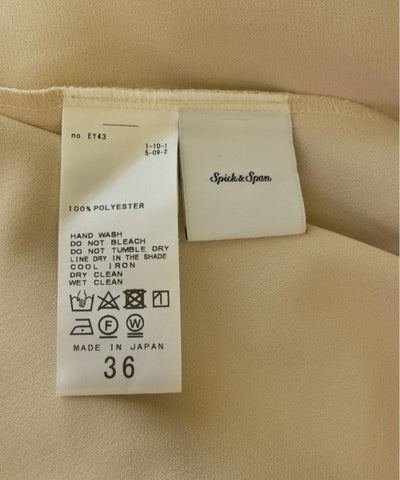 no. EY43
1-10-1
5-09-2
Spick & Span
100% POLYESTER
HAND WASH
DO NOT BLEACH
DO NOT TUMBLE DRY
LINE DRY IN THE SHADE
COOL IRON
DRY CLEAN
WET CLEAN
F W
MADE IN JAPAN
36